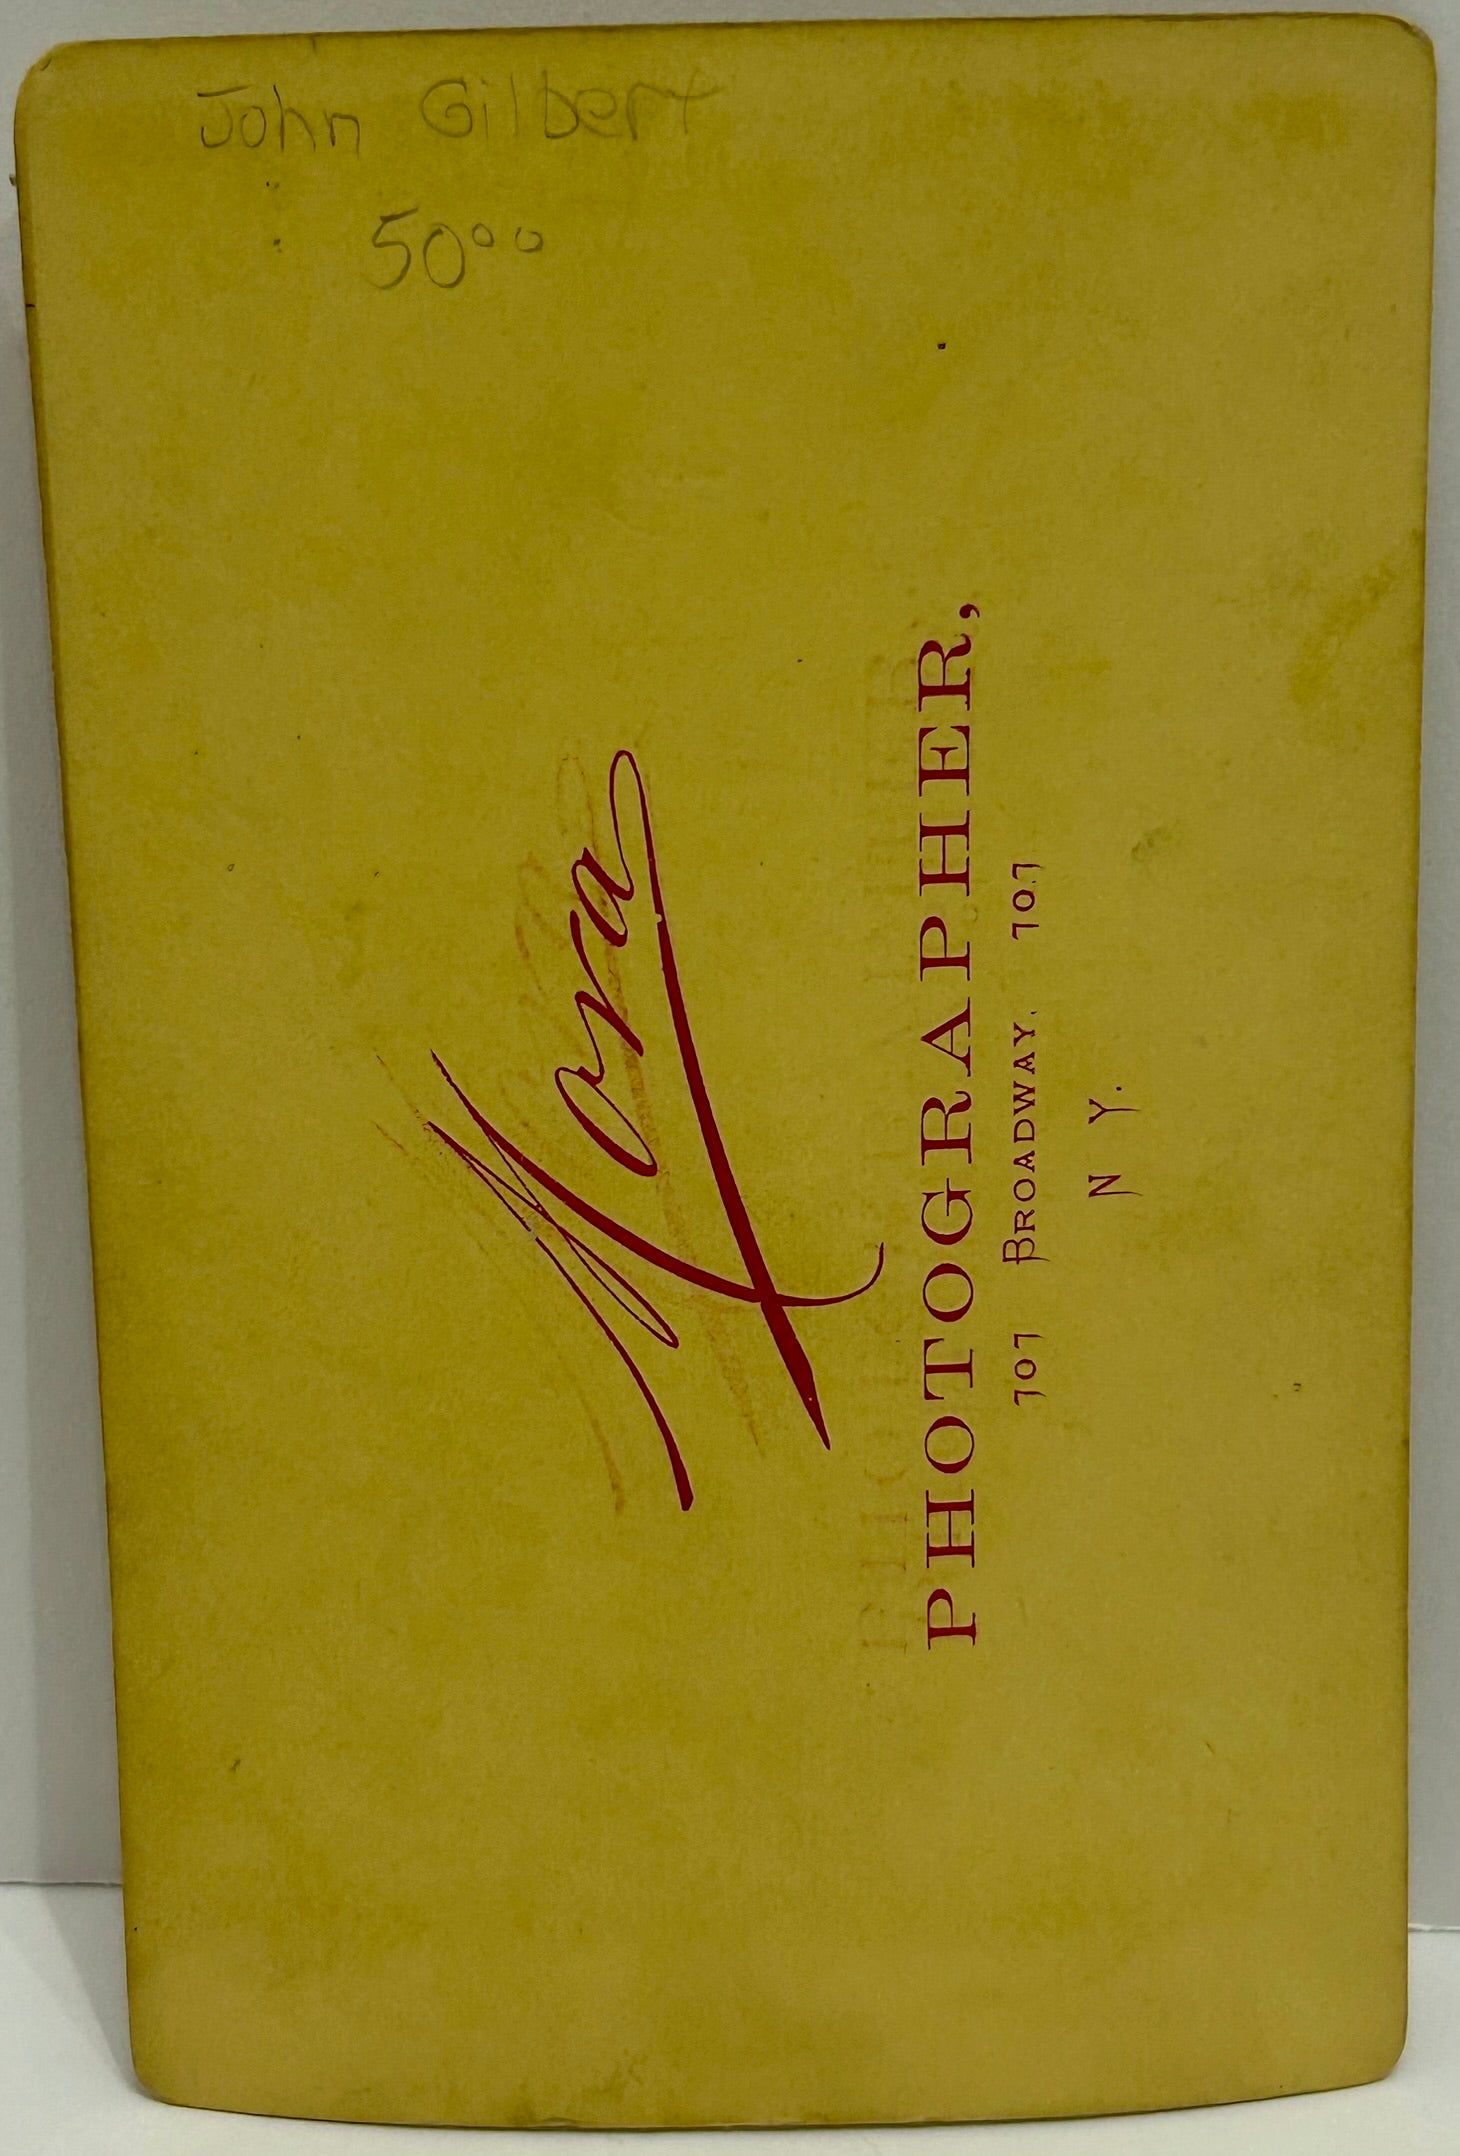 John Gilbert
50⁰⁰
Mora
PHOTOGRAPHER,
707 BROADWAY. 707
N Y.